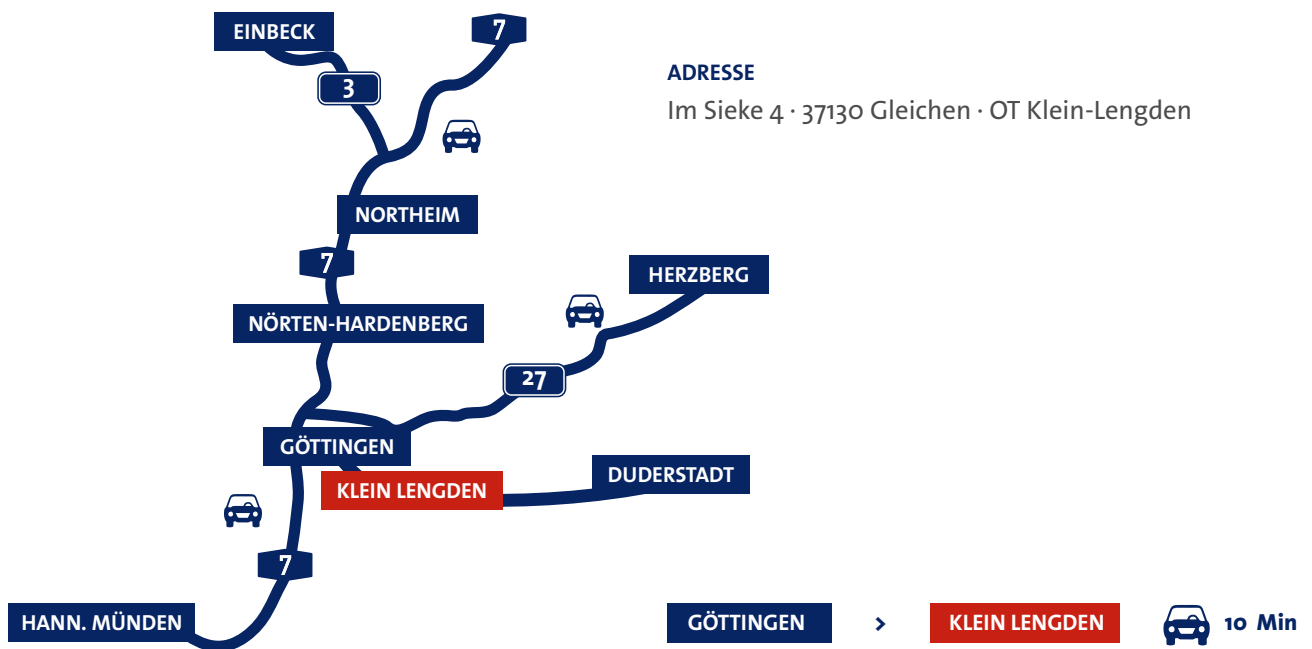 EINBECK
7
3
ADRESSE
Im Sieke 4 · 37130 Gleichen · OT Klein-Lengden
NORTHEIM
7
HERZBERG
NÖRTEN-HARDENBERG
27
GÖTTINGEN
DUDERSTADT
KLEIN LENGDEN
7
HANN. MÜNDEN
GÖTTINGEN > KLEIN LENGDEN 10 Min